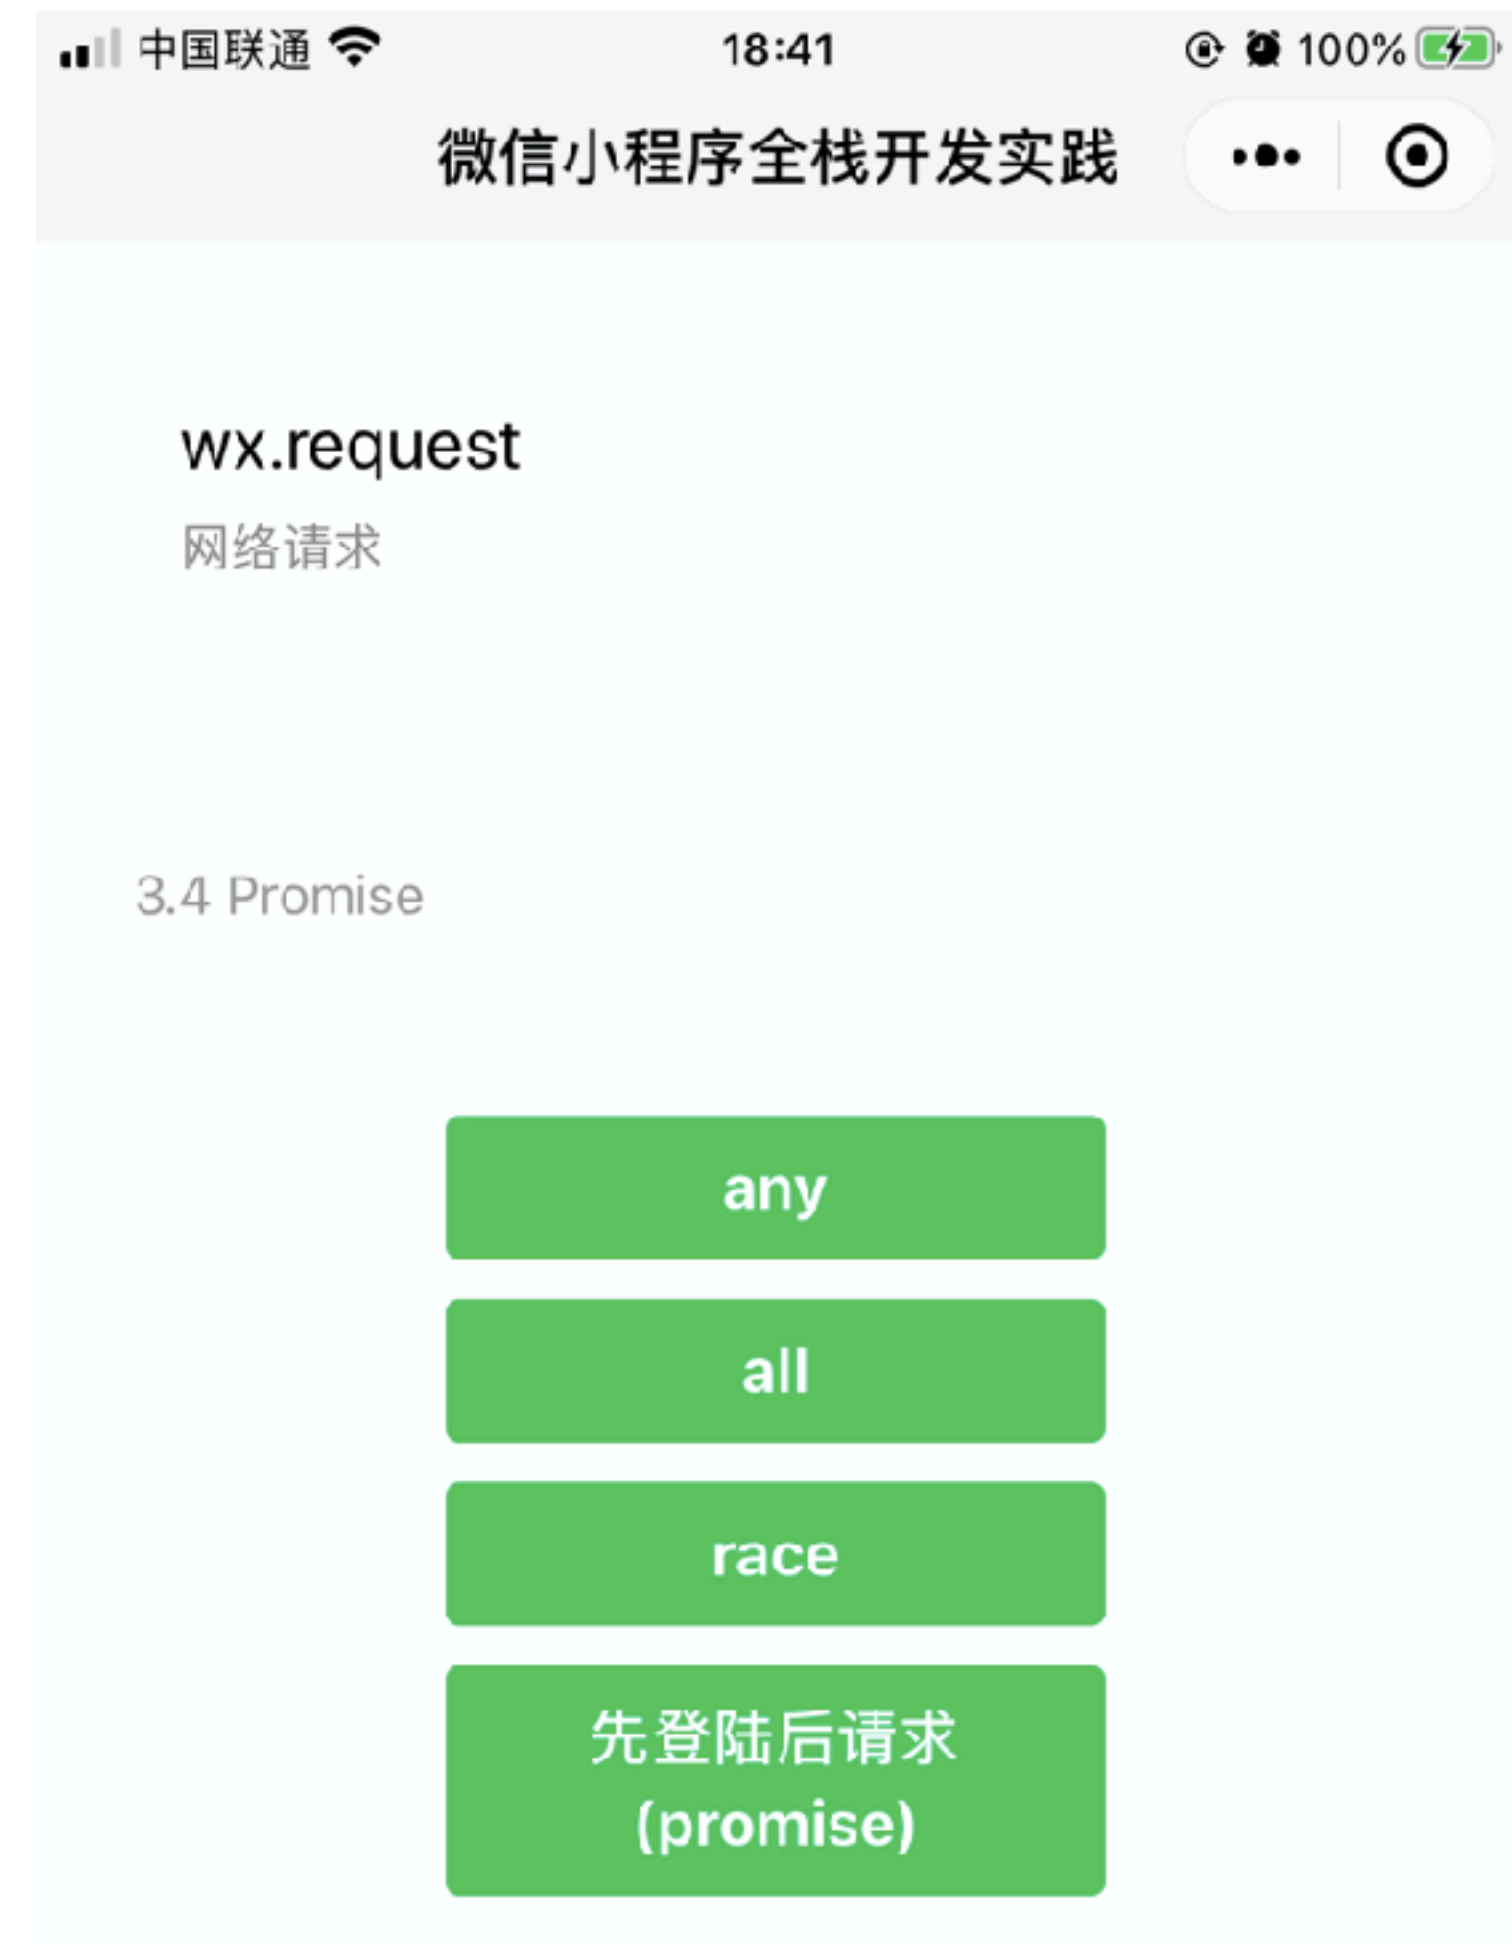 中国联通
18:41
100%
微信小程序全栈开发实践
wx.request
网络请求
3.4 Promise
any
all
race
先登陆后请求
(promise)